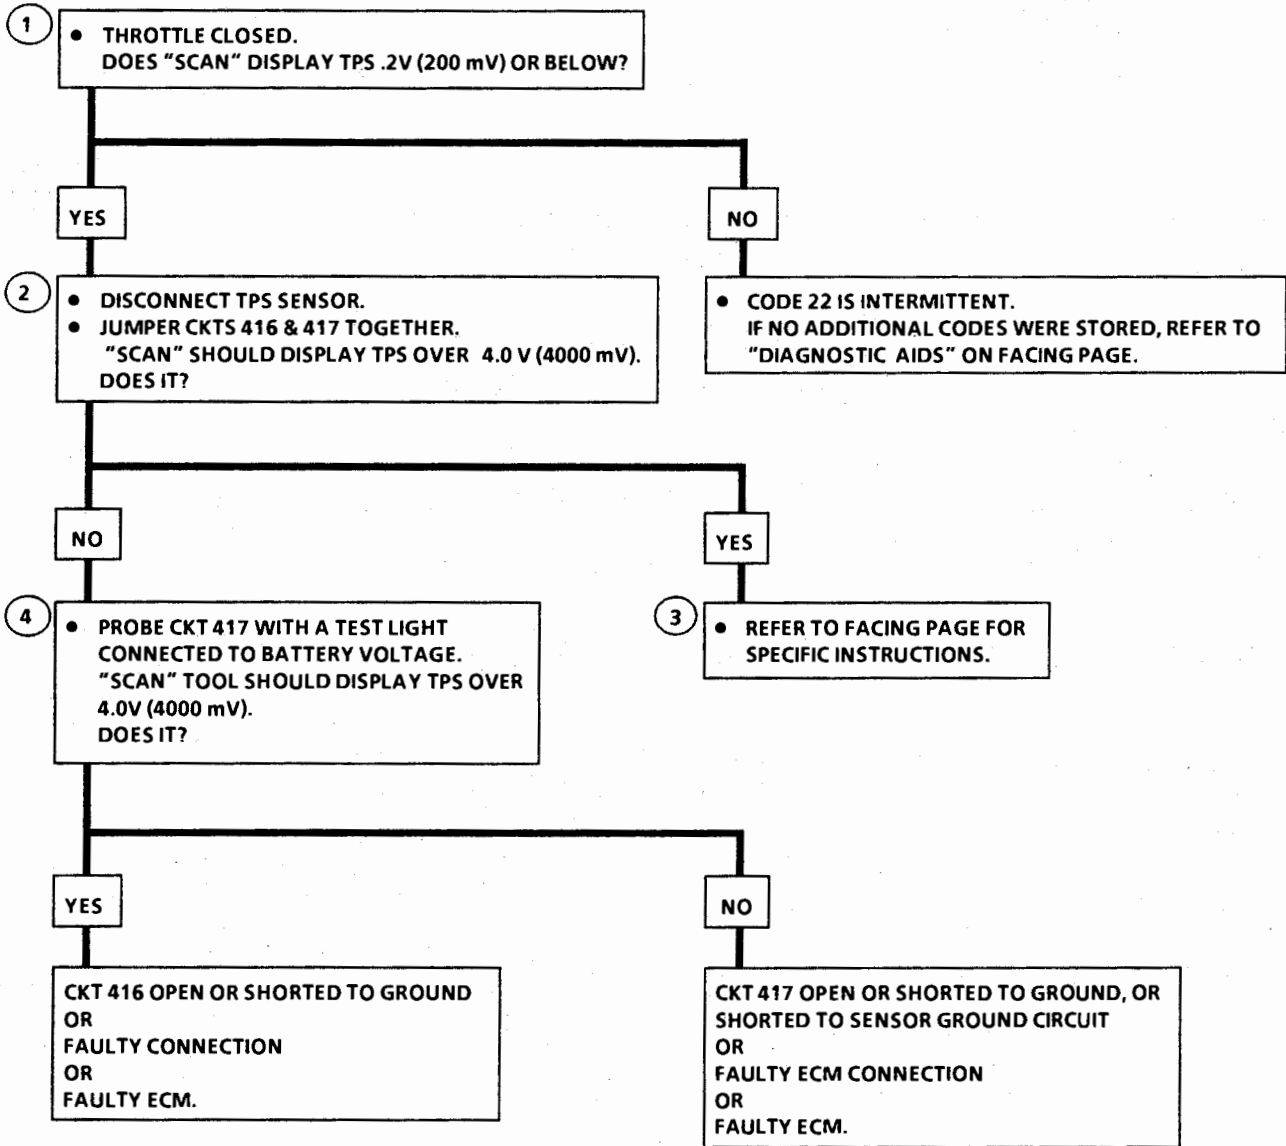 1
• THROTTLE CLOSED.
DOES "SCAN" DISPLAY TPS .2V (200 mV) OR BELOW?
YES
NO
2
• DISCONNECT TPS SENSOR.
• JUMPER CKTS 416 & 417 TOGETHER.
"SCAN" SHOULD DISPLAY TPS OVER 4.0 V (4000 mV).
DOES IT?
• CODE 22 IS INTERMITTENT.
IF NO ADDITIONAL CODES WERE STORED, REFER TO
"DIAGNOSTIC AIDS" ON FACING PAGE.
NO
YES
4
• PROBE CKT 417 WITH A TEST LIGHT
CONNECTED TO BATTERY VOLTAGE.
"SCAN" TOOL SHOULD DISPLAY TPS OVER
4.0V (4000 mV).
DOES IT?
3
• REFER TO FACING PAGE FOR
SPECIFIC INSTRUCTIONS.
YES
NO
CKT 416 OPEN OR SHORTED TO GROUND
OR
FAULTY CONNECTION
OR
FAULTY ECM.
CKT 417 OPEN OR SHORTED TO GROUND, OR
SHORTED TO SENSOR GROUND CIRCUIT
OR
FAULTY ECM CONNECTION
OR
FAULTY ECM.